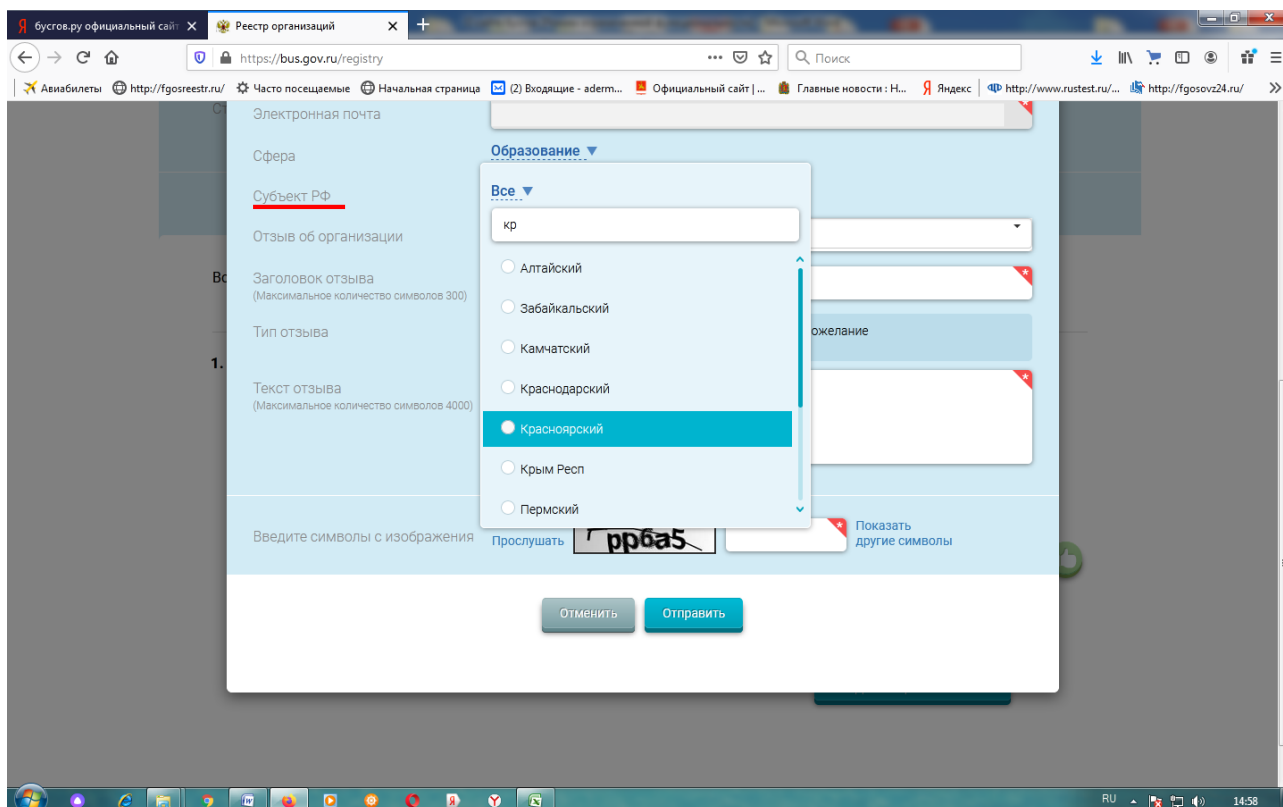 Я бусгов.ру официальный сайт
Реестр организаций
https://bus.gov.ru/registry
Поиск
Авиабилеты http://fgosreestr.ru/ Часто посещаемые Начальная страница (2) Входящие - aderm... Официальный сайт | ... Главные новости : Н... Яндекс http://www.rustest.ru/... http://fgosovz24.ru/
Электронная почта
Сфера Образование
Субъект РФ Все
кр
Отзыв об организации
Алтайский
Заголовок отзыва
(Максимальное количество символов 300)
Забайкальский
Тип отзыва
ожелание
Камчатский
1.
Текст отзыва
(Максимальное количество символов 4000)
Краснодарский
Красноярский
Крым Респ
Пермский
Введите символы с изображения Прослушать pp6a5 Показать
другие символы
Отменить Отправить
RU 14:58